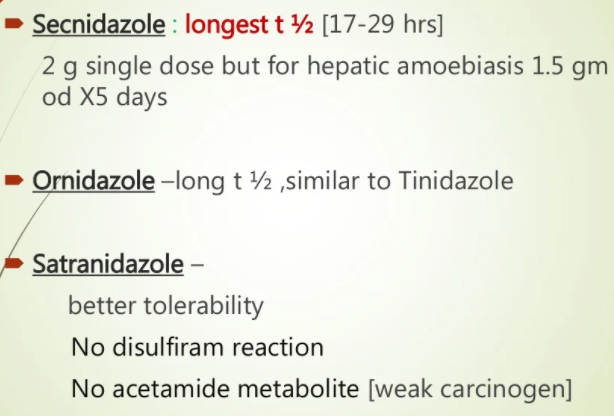 Secnidazole : longest t ½ [17-29 hrs]
2 g single dose but for hepatic amoebiasis 1.5 gm
od X5 days
Ornidazole –long t ½ ,similar to Tinidazole
Satranidazole –
better tolerability
No disulfiram reaction
No acetamide metabolite [weak carcinogen]